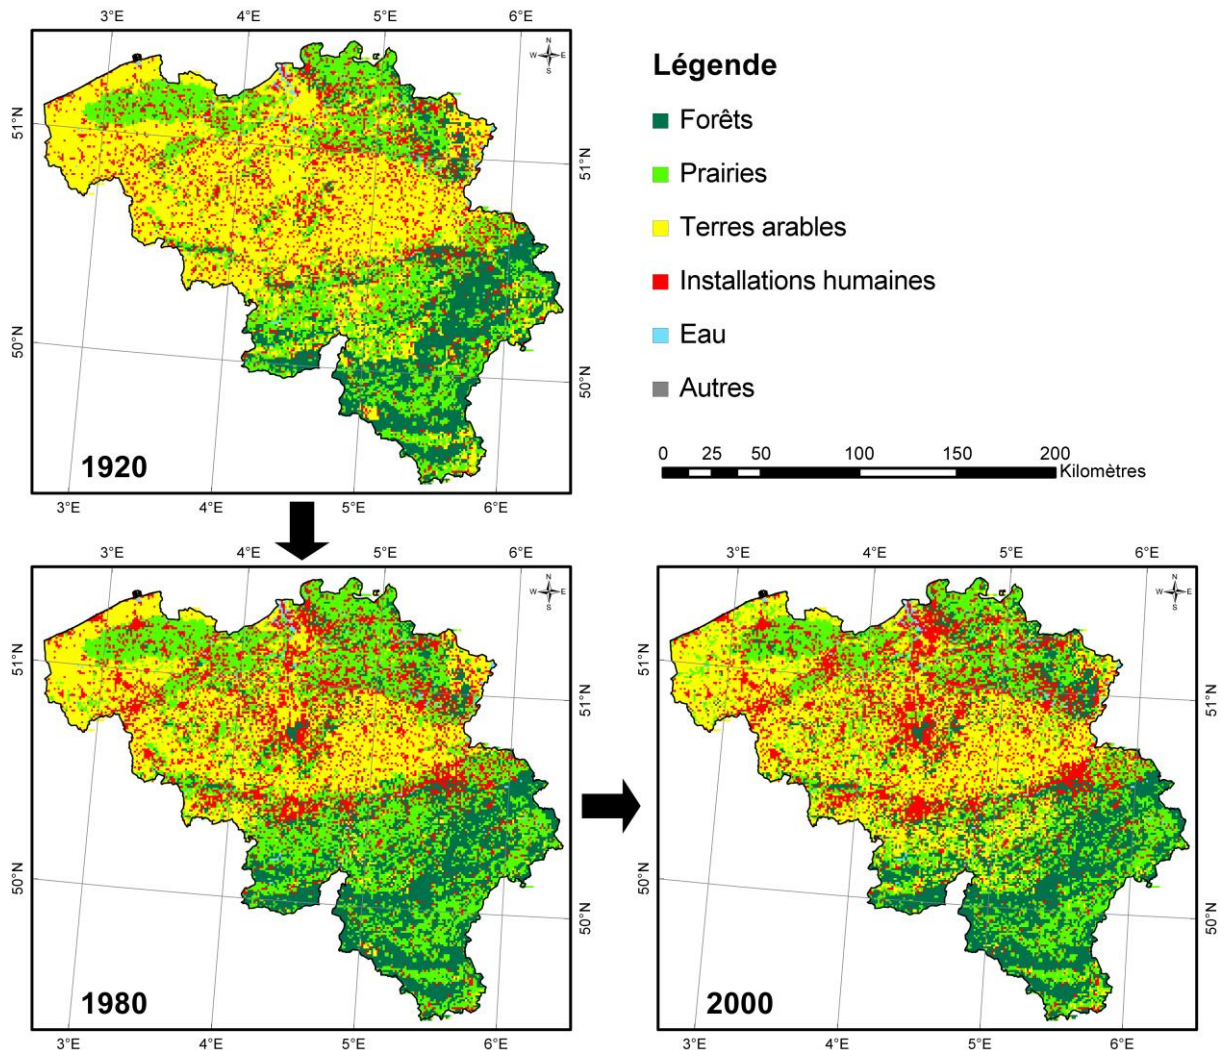 3°E 4°E 5°E 6°E
N
W E
S
51°N
51°N
50°N
50°N
1920
3°E 4°E 5°E 6°E
Légende
Forêts
Prairies
Terres arables
Installations humaines
Eau
Autres
0 25 50 100 150 200
Kilomètres
3°E 4°E 5°E 6°E
N
W E
S
51°N
51°N
50°N
50°N
1980
3°E 4°E 5°E 6°E
3°E 4°E 5°E 6°E
N
W E
S
51°N
51°N
50°N
50°N
2000
3°E 4°E 5°E 6°E